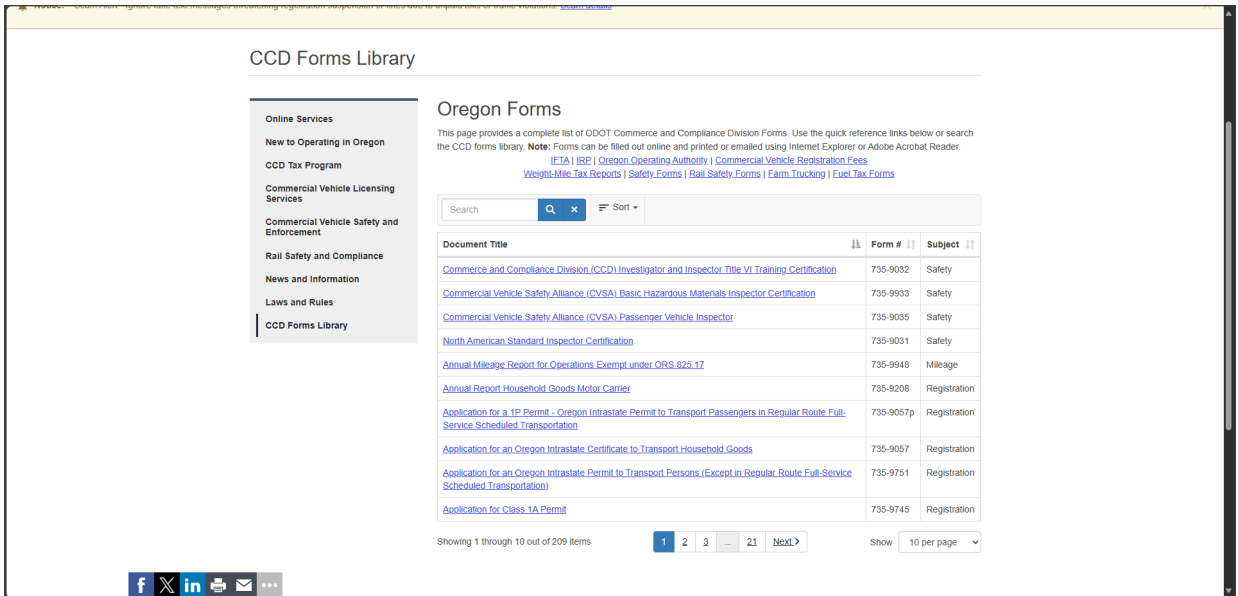 CCD Forms Library
Online Services
New to Operating in Oregon
CCD Tax Program
Commercial Vehicle Licensing
Services
Commercial Vehicle Safety and
Enforcement
Rail Safety and Compliance
News and Information
Laws and Rules
CCD Forms Library
Oregon Forms
This page provides a complete list of ODOT Commerce and Compliance Division Forms. Use the quick reference links below or search
the CCD forms library. Note: Forms can be filled out online and printed or emailed using Internet Explorer or Adobe Acrobat Reader.
IFTA | IRP | Oregon Operating Authority | Commercial Vehicle Registration Fees
Weight-Mile Tax Reports | Safety Forms | Rail Safety Forms | Farm Trucking | Fuel Tax Forms
Search Sort
Document Title Form # Subject
Commerce and Compliance Division (CCD) Investigator and Inspector Title VI Training Certification 735-9032 Safety
Commercial Vehicle Safety Alliance (CVSA) Basic Hazardous Materials Inspector Certification 735-9933 Safety
Commercial Vehicle Safety Alliance (CVSA) Passenger Vehicle Inspector 735-9035 Safety
North American Standard Inspector Certification 735-9031 Safety
Annual Mileage Report for Operations Exempt under ORS 825.17 735-9948 Mileage
Annual Report Household Goods Motor Carrier 735-9208 Registration
Application for a 1P Permit - Oregon Intrastate Permit to Transport Passengers in Regular Route Full- 735-9057p Registration
Service Scheduled Transportation
Application for an Oregon Intrastate Certificate to Transport Household Goods 735-9057 Registration
Application for an Oregon Intrastate Permit to Transport Persons (Except in Regular Route Full-Service 735-9751 Registration
Scheduled Transportation)
Application for Class 1A Permit 735-9745 Registration
Showing 1 through 10 out of 209 items 1 2 3 ... 21 Next Show 10 per page